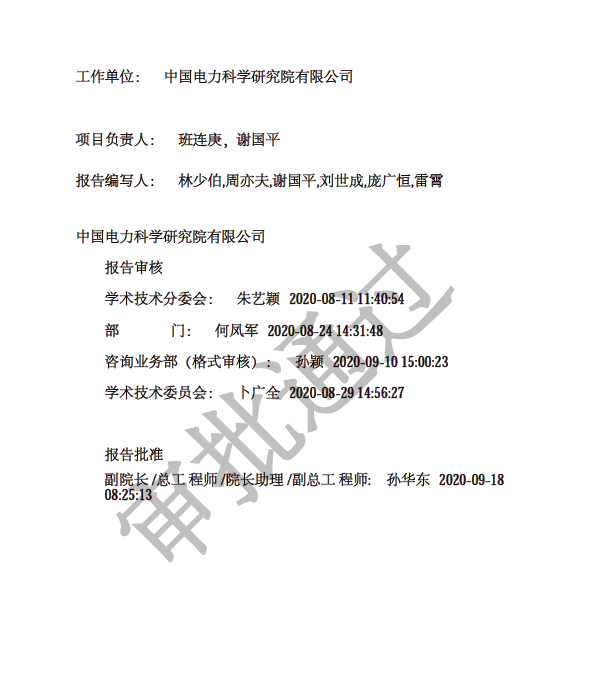 工作单位： 中国电力科学研究院有限公司
项目负责人： 班连庚，谢国平
报告编写人： 林少伯,周亦夫,谢国平,刘世成,庞广恒,雷霄
中国电力科学研究院有限公司
报告审核
学术技术分委会： 朱艺颖 2020-08-11 11:40:54
部 门： 何凤军 2020-08-24 14:31:48
咨询业务部（格式审核）： 孙颖 2020-09-10 15:00:23
学术技术委员会： 卜广全 2020-08-29 14:56:27
报告批准
副院长/总工程师/院长助理/副总工程师: 孙华东 2020-09-18
08:25:13
审批通过